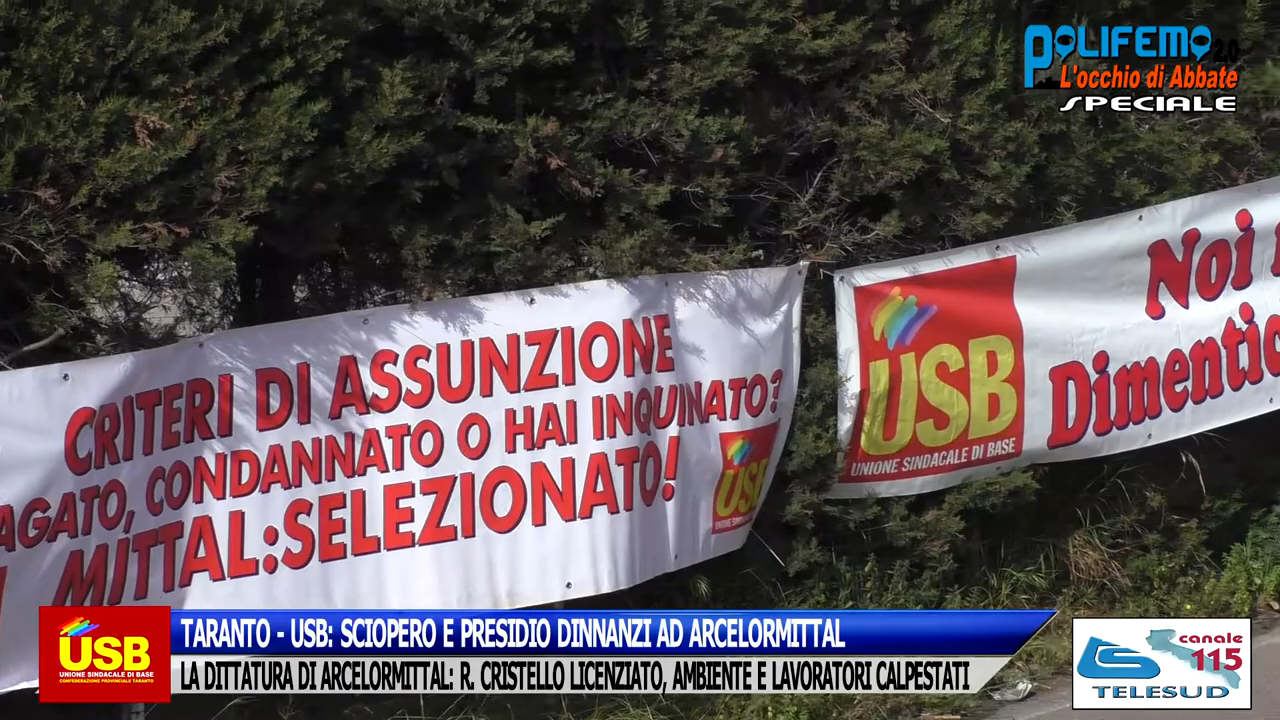 POLIFEMO 2.0
L'occhio di Abbate
SPECIALE
CRITERI DI ASSUNZIONE
AGATO, CONDANNATO O HAI INQUINATO?
MITTAL:SELEZIONATO!
USB
UNIONE SINDACALE DI BASE
Noi
Dimentic
USB
UNIONE SINDACALE DI BASE
CONFEDERAZIONE PROVINCIALE TARANTO
TARANTO - USB: SCIOPERO E PRESIDIO DINNANZI AD ARCELORMITTAL
LA DITTATURA DI ARCELORMITTAL: R. CRISTELLO LICENZIATO, AMBIENTE E LAVORATORI CALPESTATI
canale
115
TELESUD